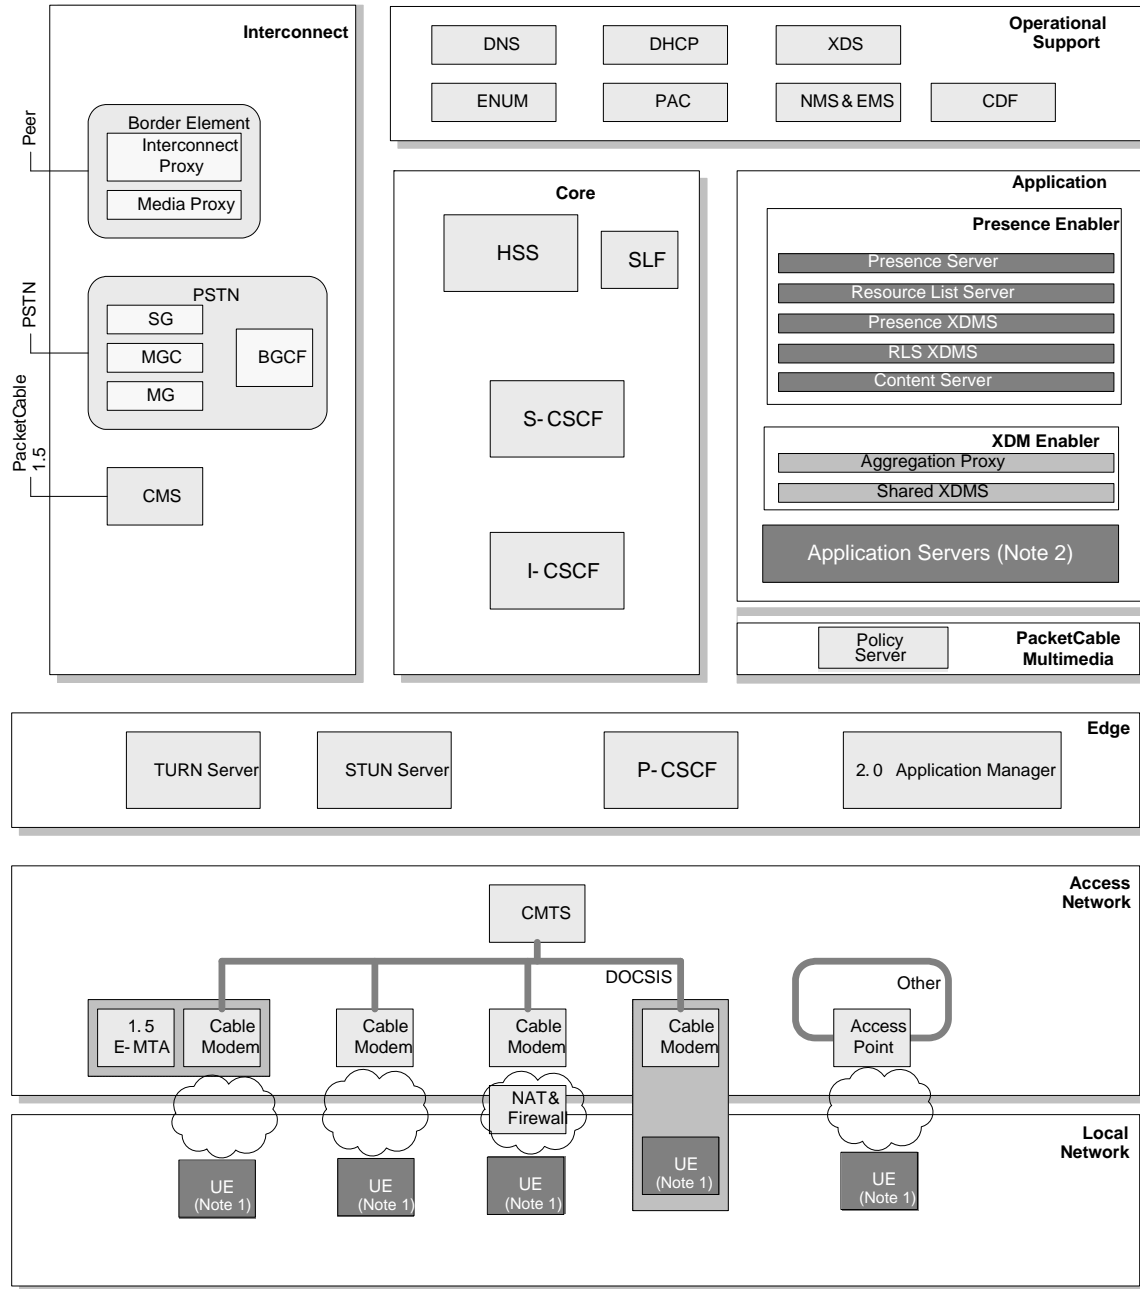 Interconnect
Peer
Border Element
Interconnect
Proxy
Media Proxy
PSTN
PSTN
SG
MGC
MG
BGCF
PacketCable
1.5
CMS
Operational
Support
DNS
DHCP
XDS
ENUM
PAC
NMS & EMS
CDF
Core
HSS
SLF
S- CSCF
I- CSCF
Application
Presence Enabler
Presence Server
Resource List Server
Presence XDMS
RLS XDMS
Content Server
XDM Enabler
Aggregation Proxy
Shared XDMS
Application Servers (Note 2)
Policy
Server
PacketCable
Multimedia
Edge
TURN Server
STUN Server
P- CSCF
2.0 Application Manager
Access
Network
CMTS
DOCSIS
Other
1.5
E- MTA
Cable
Modem
Cable
Modem
Cable
Modem
Cable
Modem
Access
Point
NAT &
Firewall
Local
Network
UE
(Note 1)
UE
(Note 1)
UE
(Note 1)
UE
(Note 1)
UE
(Note 1)